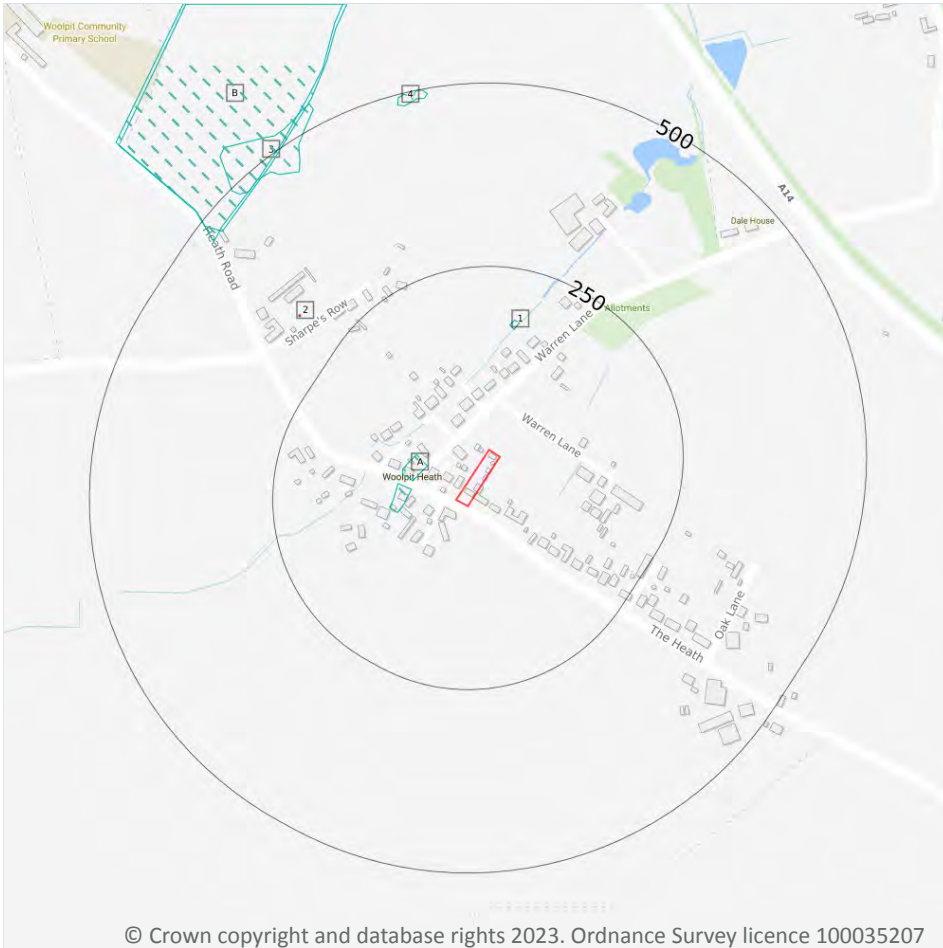 Woolpit Community
Primary School
B
4
3
500
A14
Dale House
Heath Road
250
Allotments
2
Sharpe's Row
1
Warren Lane
Warren Lane
A
Woolpit Heath
Oak Lane
The Heath
© Crown copyright and database rights 2023. Ordnance Survey licence 100035207